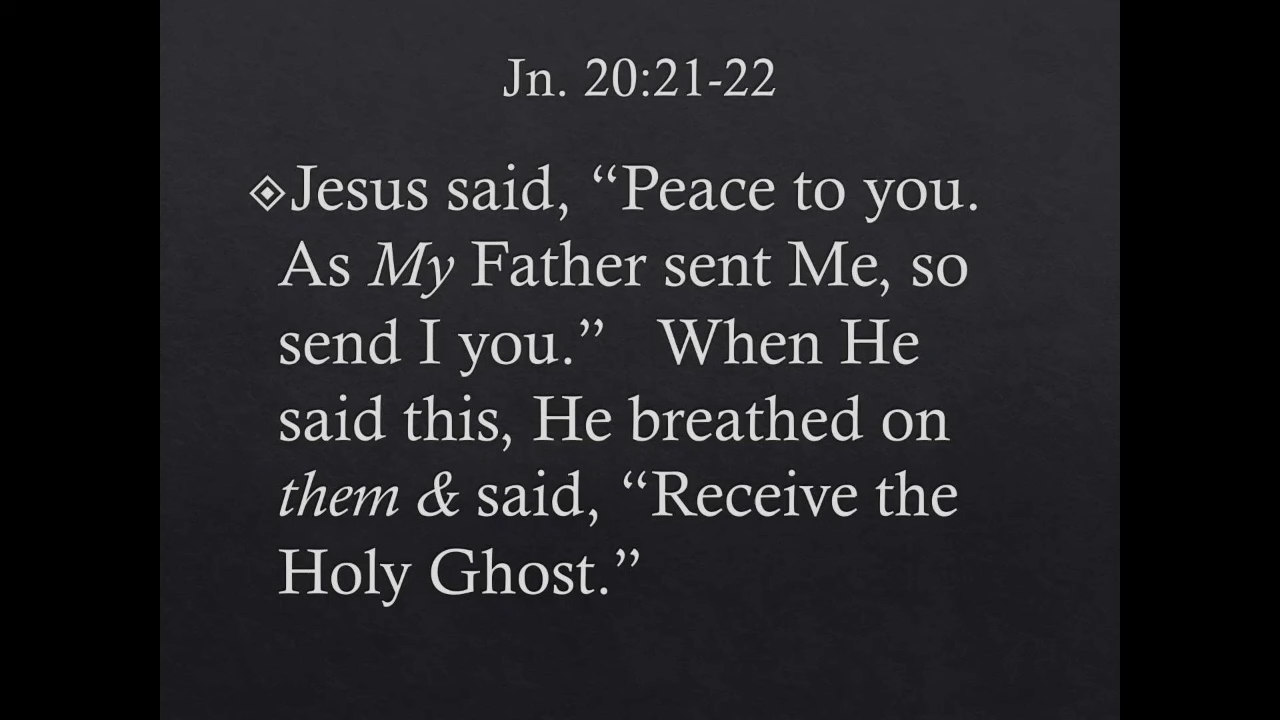 Jn. 20:21-22
Jesus said, “Peace to you.
As My Father sent Me, so
send I you.” When He
said this, He breathed on
them & said, “Receive the
Holy Ghost.”